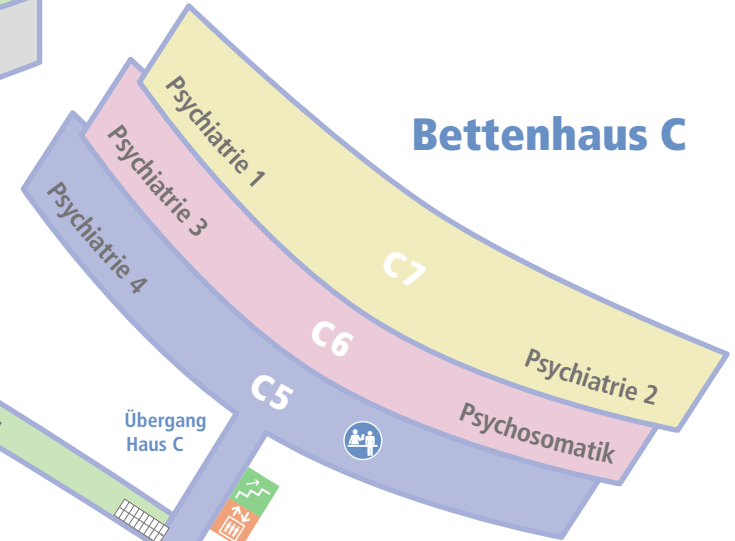 Bettenhaus C
Psychiatrie 1
C7
Psychiatrie 2
Psychiatrie 3
C6
Psychosomatik
Psychiatrie 4
C5
Übergang
Haus C